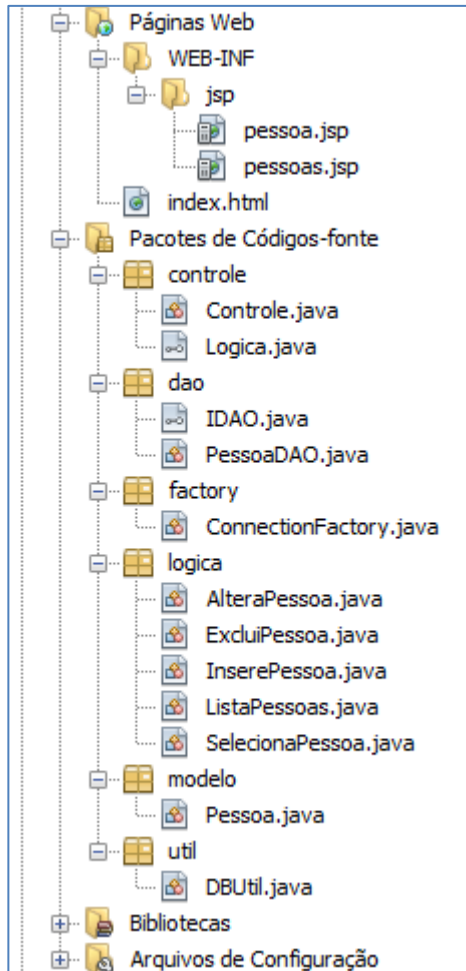 Páginas Web
WEB-INF
jsp
pessoa.jsp
pessoas.jsp
index.html
Pacotes de Códigos-fonte
controle
Controle.java
Logica.java
dao
IDAO.java
PessoaDAO.java
factory
ConnectionFactory.java
logica
AlteraPessoa.java
ExcluiPessoa.java
InserePessoa.java
ListaPessoas.java
SelecionaPessoa.java
modelo
Pessoa.java
util
DBUtil.java
Bibliotecas
Arquivos de Configuração